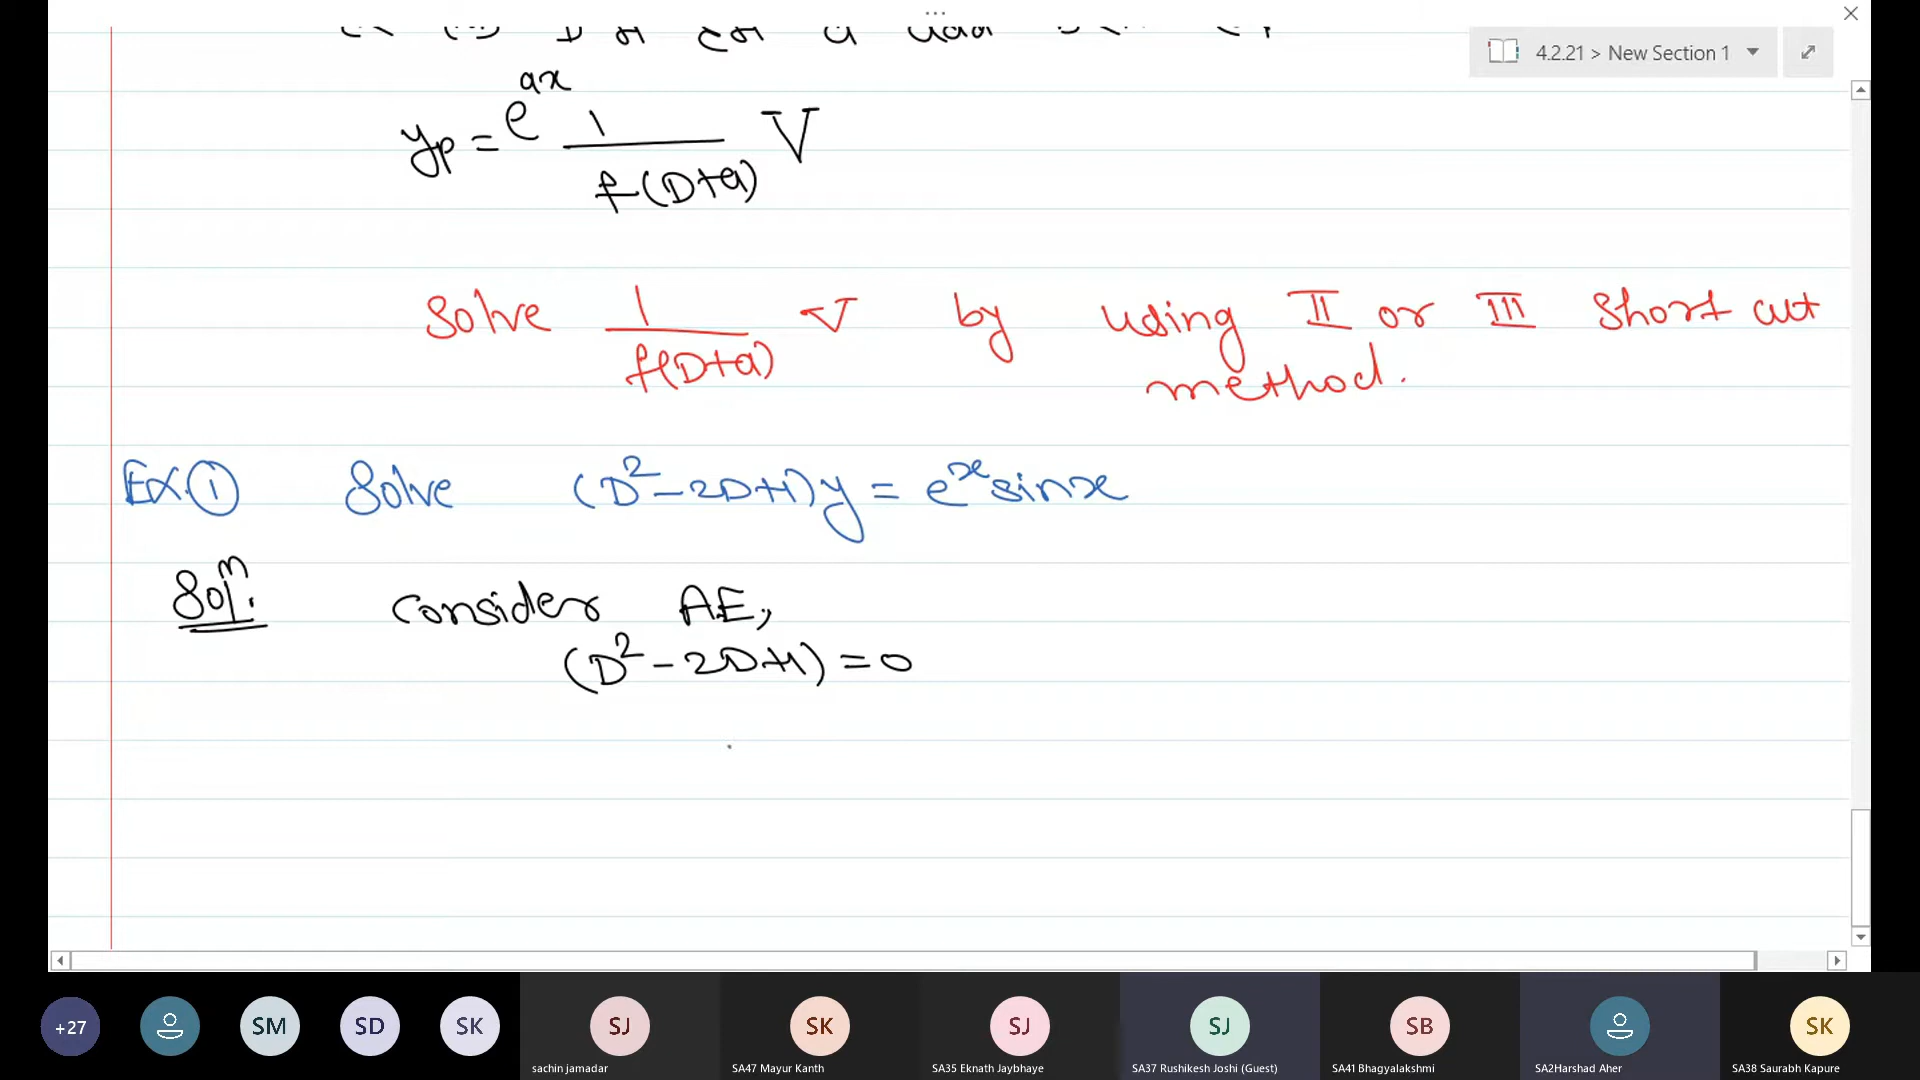 4.2.21 > New Section 1
yp = e^{ax} 1/f(D+a) V
Solve 1/f(D+a) V by using II or III Short cut
method.
EX.① Solve (D²-2D+1)y = e^x sinx
Solⁿ. Consider AE,
(D²-2D+1) = 0
+27 SM SD SK SJ SK SJ SJ SB SK
sachin jamadar SA47 Mayur Kanth SA35 Eknath Jaybhaye SA37 Rushikesh Joshi (Guest) SA41 Bhagyalakshmi SA2Harshad Aher SA38 Saurabh Kapure